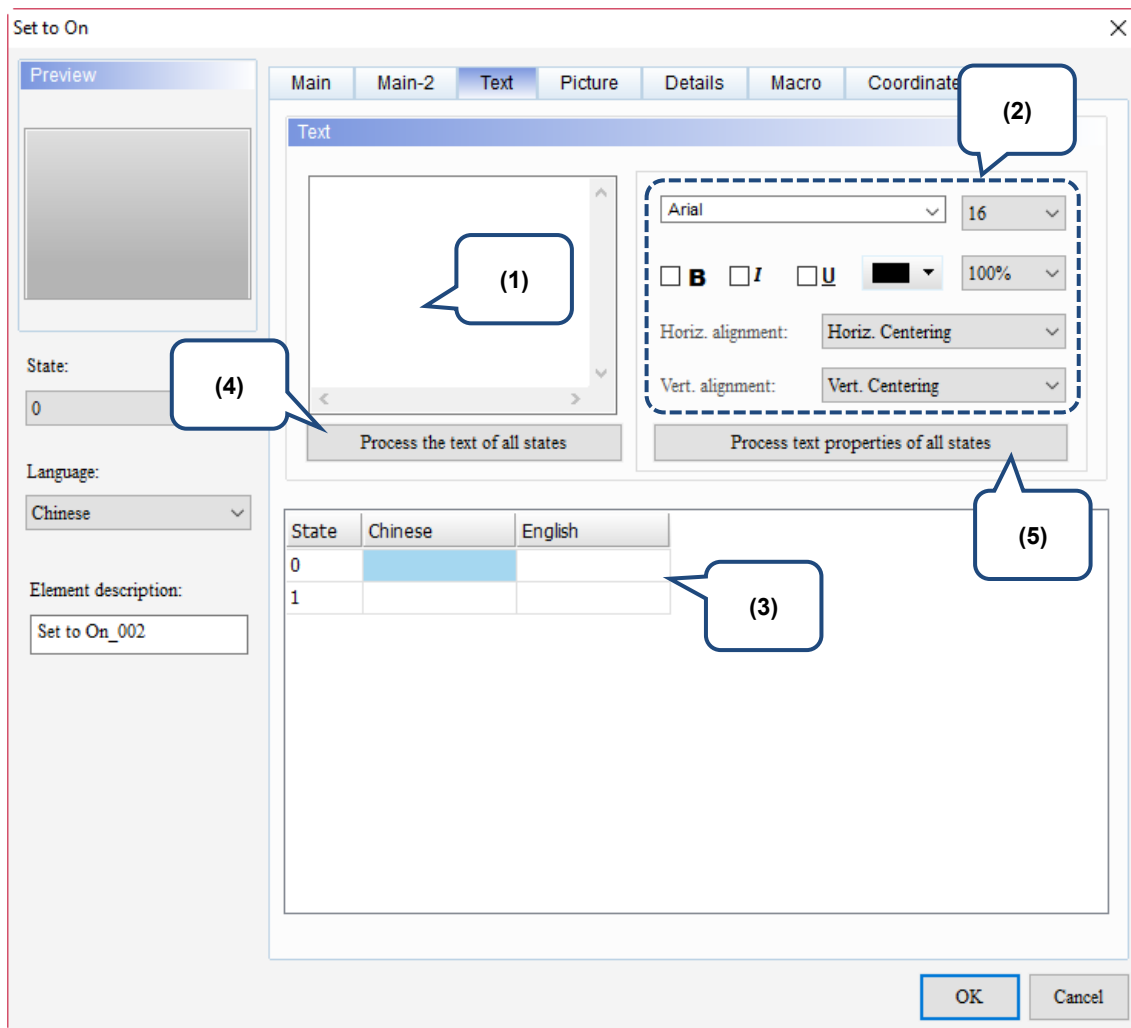 Set to On
Preview
Main Main-2 Text Picture Details Macro Coordinate
(2)
Text
Arial 16
(1)
B I U 100%
Horiz. alignment: Horiz. Centering
State:
(4)
Vert. alignment: Vert. Centering
0
Process the text of all states Process text properties of all states
Language:
Chinese
State Chinese English
(5)
0
Element description:
1
(3)
Set to On_002
OK Cancel